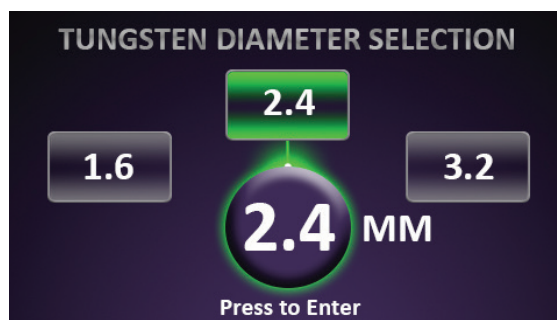 TUNGSTEN DIAMETER SELECTION
2.4
1.6
3.2
2.4 MM
Press to Enter